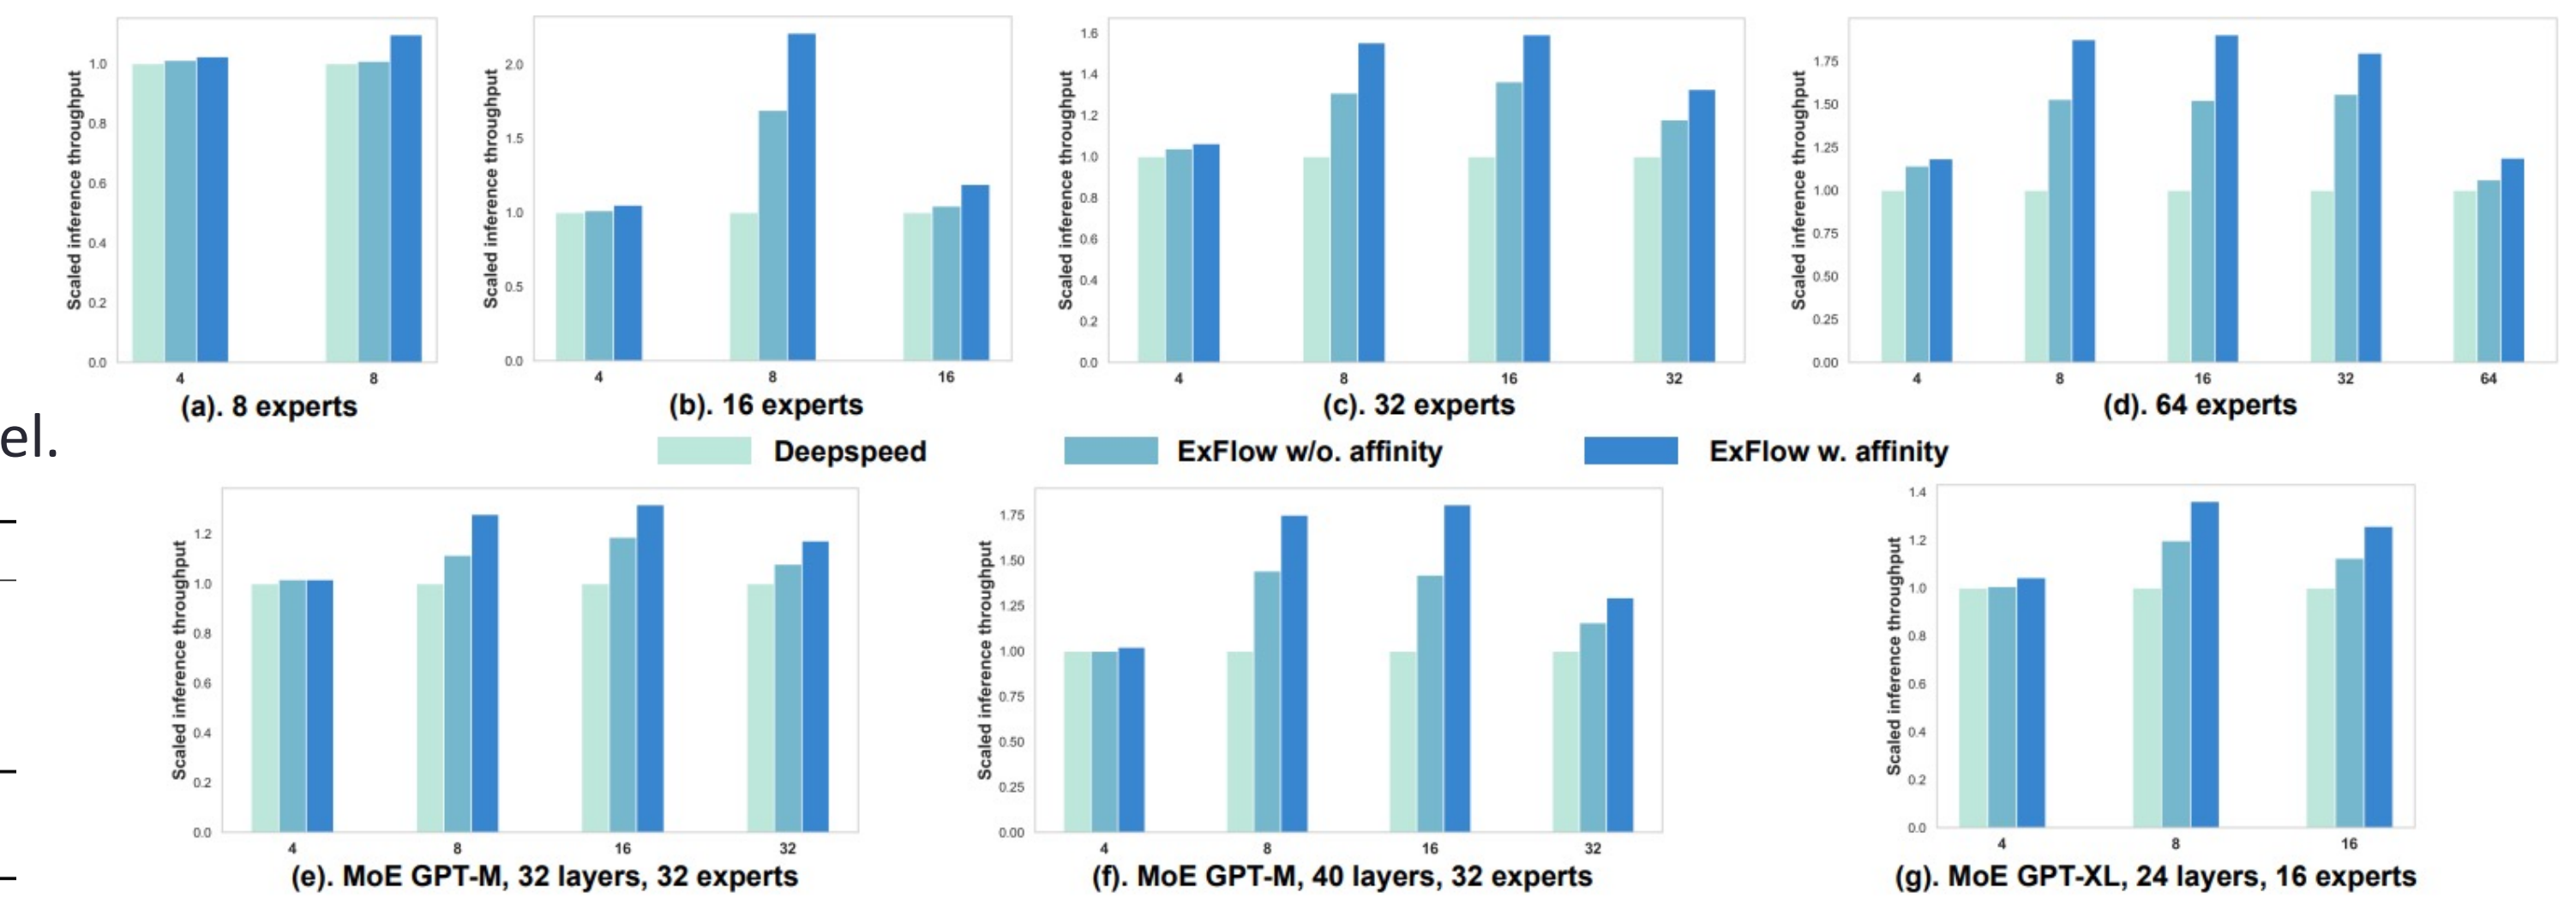 Scaled inference throughput
1.0
0.8
0.6
0.4
0.2
0.0
4 8
(a). 8 experts
Scaled inference throughput
2.0
1.5
1.0
0.5
0.0
4 8 16
(b). 16 experts
Scaled inference throughput
1.6
1.4
1.2
1.0
0.8
0.6
0.4
0.2
0.0
4 8 16 32
(c). 32 experts
Scaled inference throughput
1.75
1.50
1.25
1.00
0.75
0.50
0.25
0.00
4 8 16 32 64
(d). 64 experts
el.
Deepspeed ExFlow w/o. affinity ExFlow w. affinity
Scaled inference throughput
1.2
1.0
0.8
0.6
0.4
0.2
0.0
4 8 16 32
(e). MoE GPT-M, 32 layers, 32 experts
Scaled inference throughput
1.75
1.50
1.25
1.00
0.75
0.50
0.25
0.00
4 8 16 32
(f). MoE GPT-M, 40 layers, 32 experts
Scaled inference throughput
1.4
1.2
1.0
0.8
0.6
0.4
0.2
0.0
4 8 16
(g). MoE GPT-XL, 24 layers, 16 experts